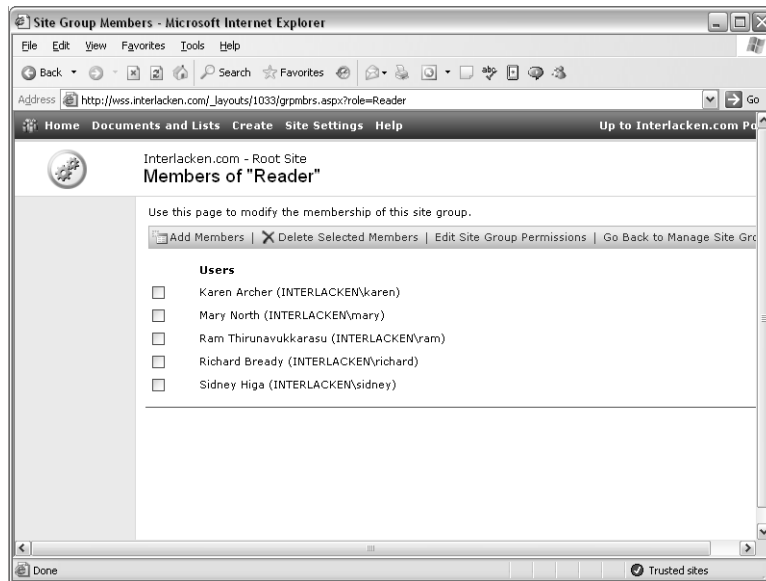 Site Group Members - Microsoft Internet Explorer
File Edit View Favorites Tools Help
Back Search Favorites
Address http://wss.interlacken.com/_layouts/1033/grpmbrs.aspx?role=Reader Go
Home Documents and Lists Create Site Settings Help Up to Interlacken.com Po
Interlacken.com - Root Site
Members of "Reader"
Use this page to modify the membership of this site group.
Add Members | Delete Selected Members | Edit Site Group Permissions | Go Back to Manage Site Gro
Users
Karen Archer (INTERLACKEN\karen)
Mary North (INTERLACKEN\mary)
Ram Thirunavukkarasu (INTERLACKEN\ram)
Richard Bready (INTERLACKEN\richard)
Sidney Higa (INTERLACKEN\sidney)
Done Trusted sites